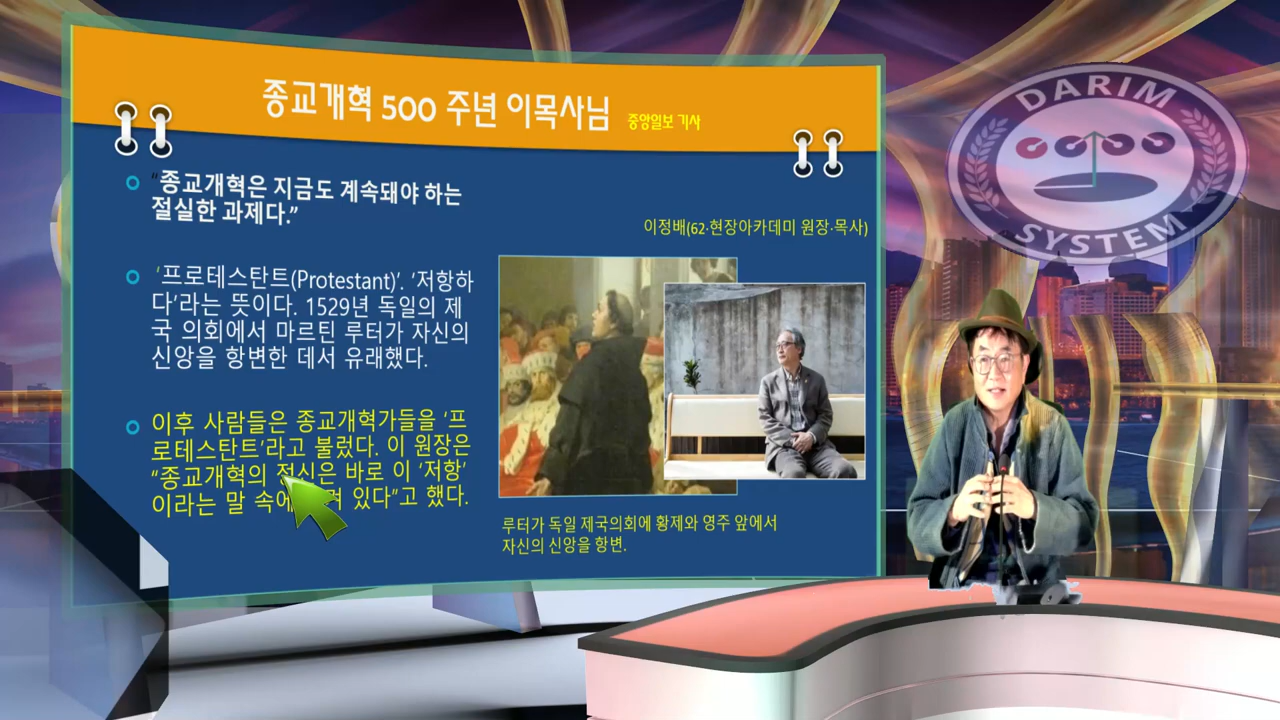 종교개혁 500 주년 이목사님 중앙일보 기사
"종교개혁은 지금도 계속돼야 하는
절실한 과제다.”
이정배(62·현장아카데미 원장·목사)
‘프로테스탄트(Protestant)’. ‘저항하
다’라는 뜻이다. 1529년 독일의 제
국 의회에서 마르틴 루터가 자신의
신앙을 항변한 데서 유래했다.
이후 사람들은 종교개혁가들을 ‘프
로테스탄트’라고 불렀다. 이 원장은
“종교개혁의 정신은 바로 이 ‘저항’
이라는 말 속에 있다”고 했다.
루터가 독일 제국의회에 황제와 영주 앞에서
자신의 신앙을 항변.
DARIM
SYSTEM